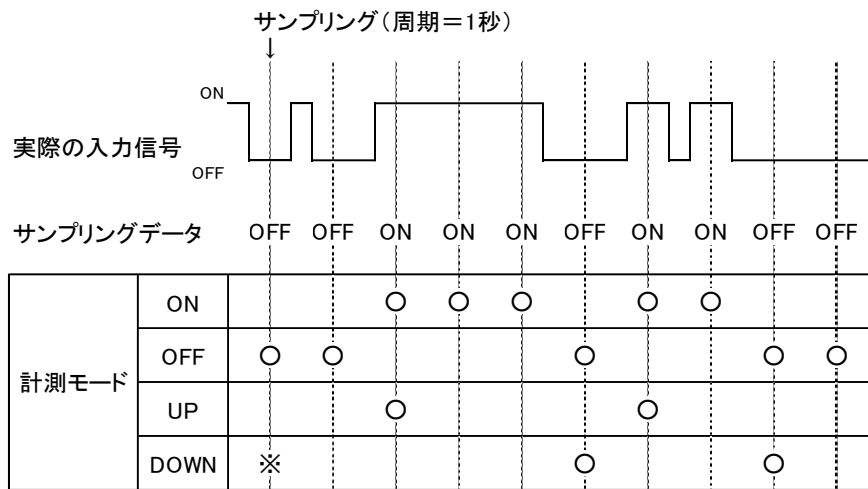 サンプリング(周期=1秒)
↓
ON
実際の入力信号
OFF
サンプリングデータ OFF OFF ON ON ON OFF ON ON OFF OFF
計測モード
ON ○ ○ ○ ○ ○
OFF ○ ○ ○ ○ ○
UP ○ ○
DOWN ※ ○ ○